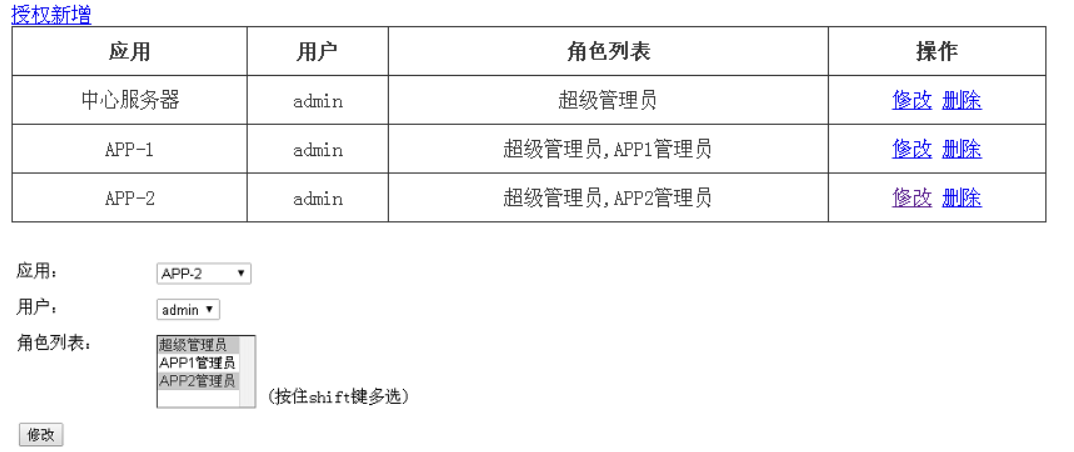 授权新增
应用 用户 角色列表 操作
中心服务器 admin 超级管理员 修改 删除
APP-1 admin 超级管理员,APP1管理员 修改 删除
APP-2 admin 超级管理员,APP2管理员 修改 删除
应用： APP-2
用户： admin
角色列表： 超级管理员
APP1管理员
APP2管理员
(按住shift键多选)
修改